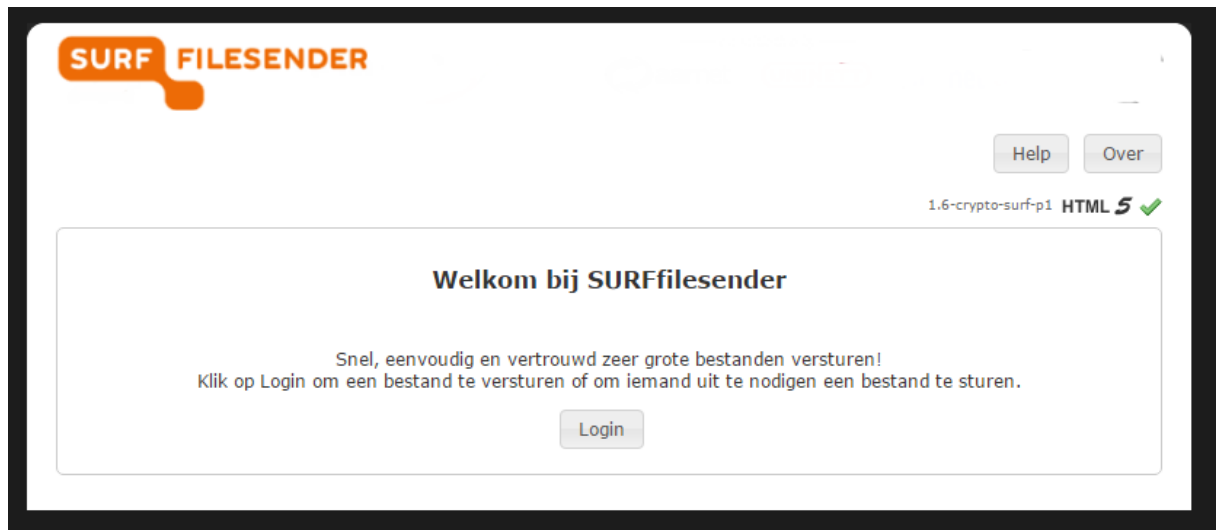 SURF FILESENDER
Help Over
1.6-crypto-surf-p1 HTML 5
Welkom bij SURFfilesender
Snel, eenvoudig en vertrouwd zeer grote bestanden versturen!
Klik op Login om een bestand te versturen of om iemand uit te nodigen een bestand te sturen.
Login